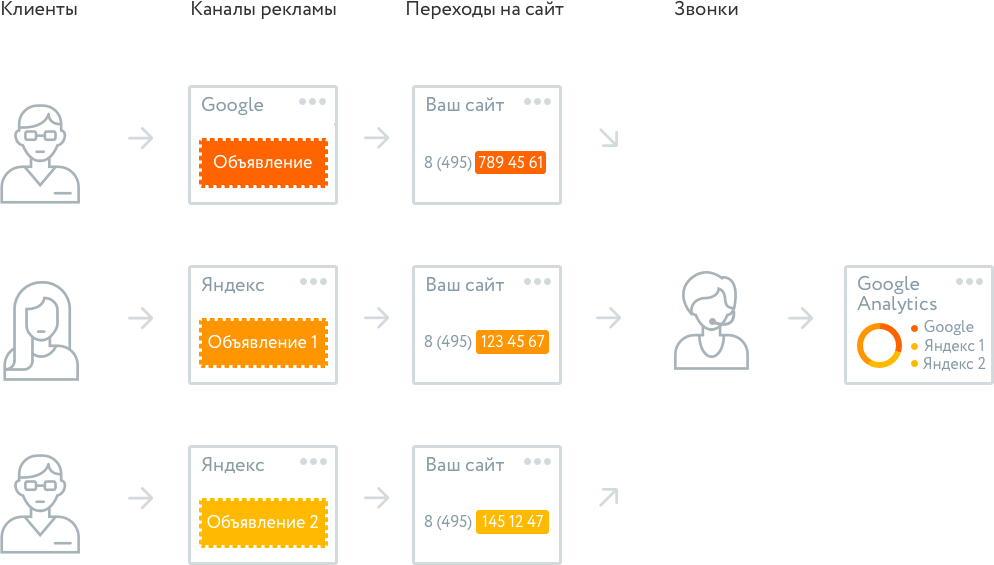 Клиенты
Каналы рекламы
Переходы на сайт
Звонки
Google
Объявление
Ваш сайт
8 (495) 789 45 61
Яндекс
Объявление 1
Ваш сайт
8 (495) 123 45 67
Google
Analytics
Google
Яндекс 1
Яндекс 2
Яндекс
Объявление 2
Ваш сайт
8 (495) 145 12 47